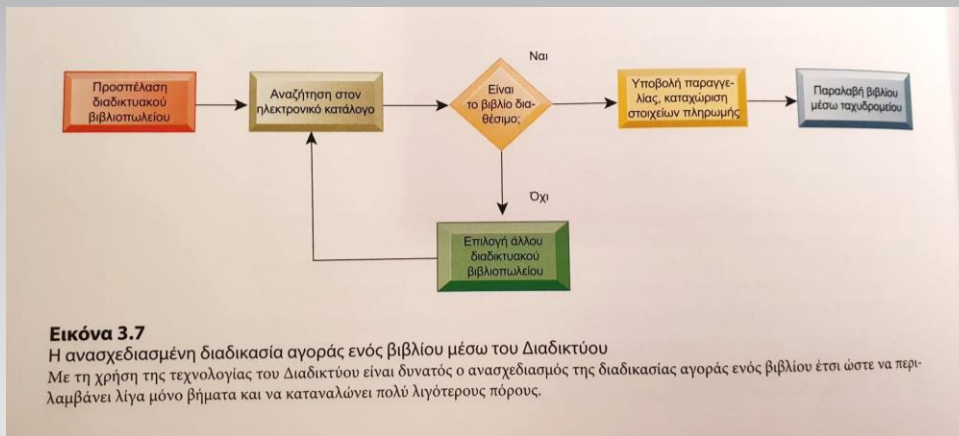 Προσπέλαση
διαδικτυακού
βιβλιοπωλείου
Αναζήτηση στον
ηλεκτρονικό κατάλογο
Είναι
το βιβλίο δια-
θέσιμο;
Ναι
Υποβολή παραγγε-
λίας, καταχώριση
στοιχείων πληρωμής
Παραλαβή βιβλίου
μέσω ταχυδρομείου
Όχι
Επιλογή άλλου
διαδικτυακού
βιβλιοπωλείου
Εικόνα 3.7
Η ανασχεδιασμένη διαδικασία αγοράς ενός βιβλίου μέσω του Διαδικτύου
Με τη χρήση της τεχνολογίας του Διαδικτύου είναι δυνατός ο ανασχεδιασμός της διαδικασίας αγοράς ενός βιβλίου έτσι ώστε να περι-
λαμβάνει λίγα μόνο βήματα και να καταναλώνει πολύ λιγότερους πόρους.